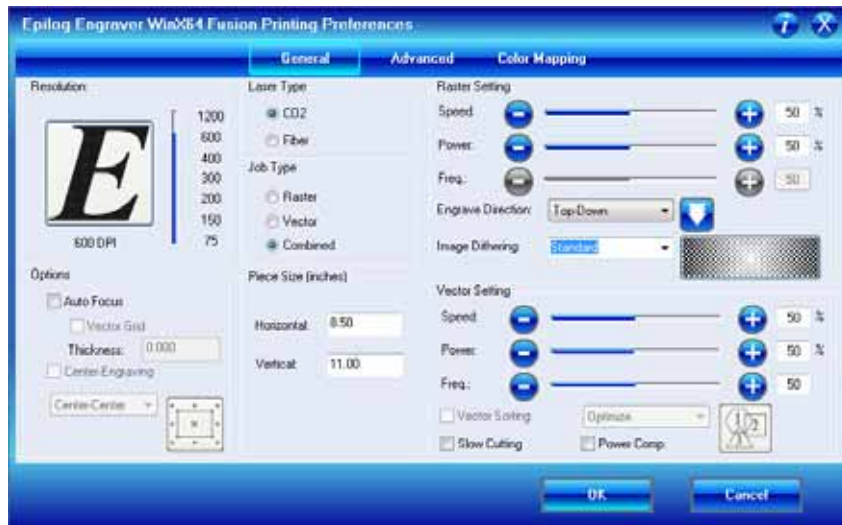 Epilog Engraver WinX64 Fusion Printing Preferences
General Advanced Color Mapping
Resolution
E
1200
600
400
300
200
150
75
600 DPI
Options
Auto Focus
Vector Grid
Thickness: 0.000
Center-Engraving
Center-Center
Laser Type
CO2
Fiber
Job Type
Raster
Vector
Combined
Piece Size (inches)
Horizontal: 8.50
Vertical: 11.00
Raster Setting
Speed 50 %
Power: 50 %
Freq.: 50
Engrave Direction: Top-Down
Image Dithering: Standard
Vector Setting
Speed 50 %
Power: 50 %
Freq.: 50
Vector Sorting Optimize
1 2
Slow Cutting Power Comp.
OK Cancel